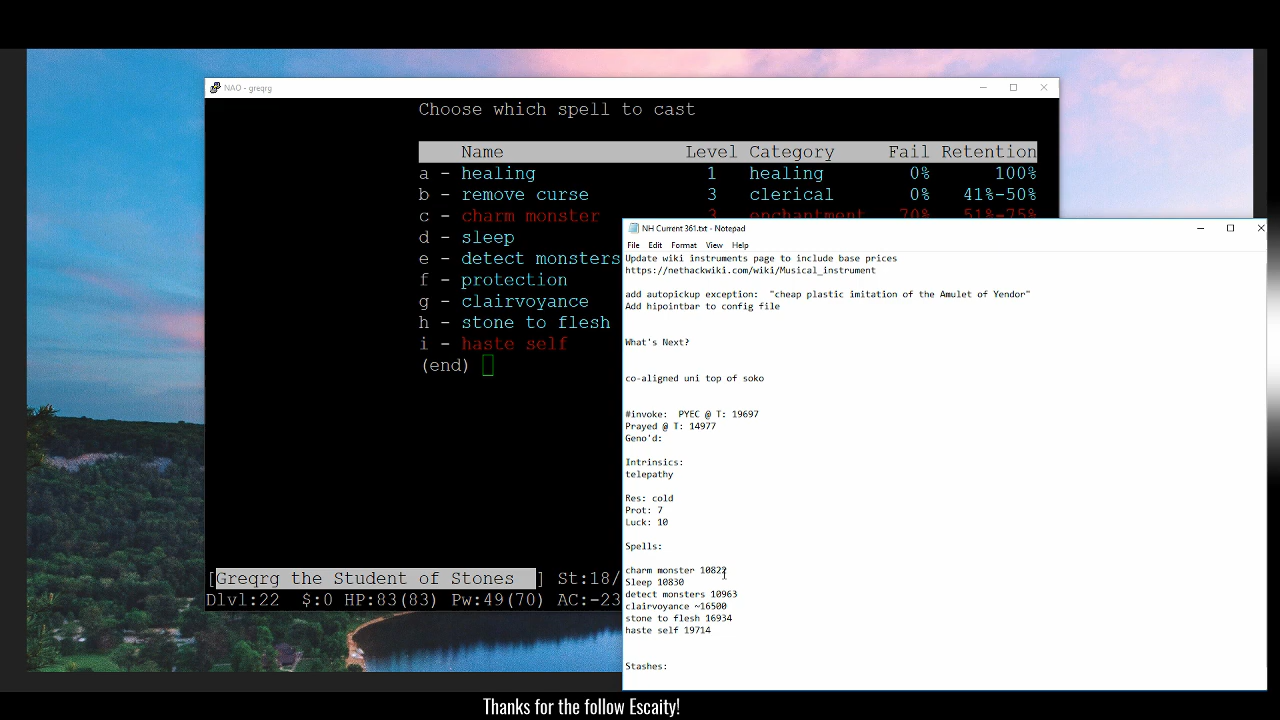 NAO - greqrg
Choose which spell to cast
Name Level Category Fail Retention
a - healing 1 healing 0% 100%
b - remove curse 3 clerical 0% 41%-50%
c - charm monster 3 enchantment 70% 51%-75%
d - sleep
e - detect monsters
f - protection
g - clairvoyance
h - stone to flesh
i - haste self
(end)
[Greqrg the Student of Stones ] St:18/
Dlvl:22 $:0 HP:83(83) Pw:49(70) AC:-23
NH Current 361.txt - Notepad
File Edit Format View Help
Update wiki instruments page to include base prices
https://nethackwiki.com/wiki/Musical_instrument
add autopickup exception: "cheap plastic imitation of the Amulet of Yendor"
Add hipointbar to config file
What's Next?
co-aligned uni top of soko
#invoke: PYEC @ T: 19697
Prayed @ T: 14977
Geno'd:
Intrinsics:
telepathy
Res: cold
Prot: 7
Luck: 10
Spells:
charm monster 10822
Sleep 10830
detect monsters 10963
clairvoyance ~16500
stone to flesh 16934
haste self 19714
Stashes:
Thanks for the follow Escaity!